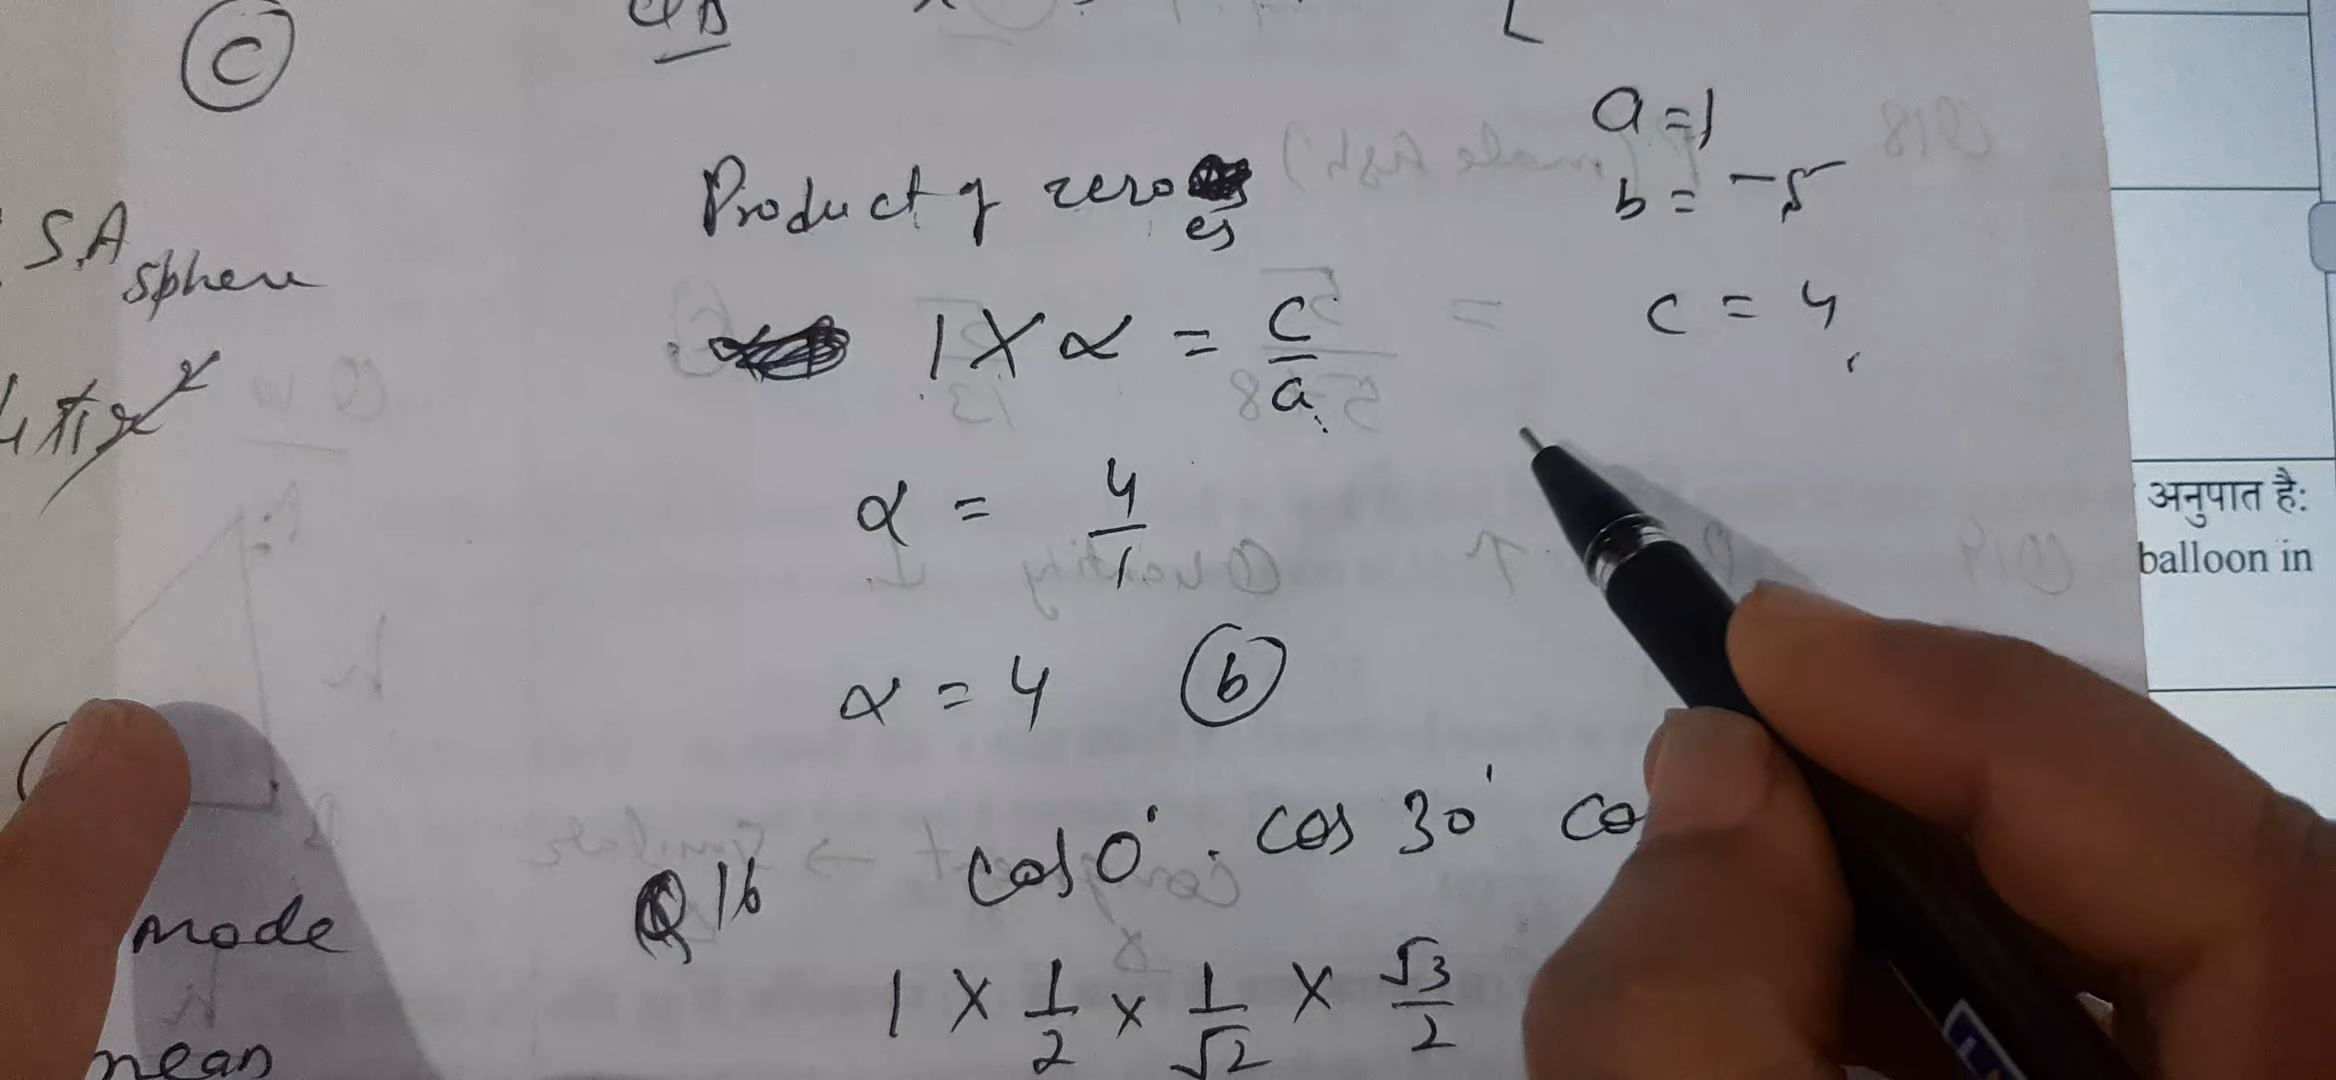 C
a = 1
Product of zeroes
b = -5
S.A sphere
1 × α = c/a
c = 4
α = 4/1
अनुपात है:
balloon in
α = 4 b
Q16 cos 0° . cos 30° co
mode
1 × 1/2 × 1/√2 × √3/2
mean